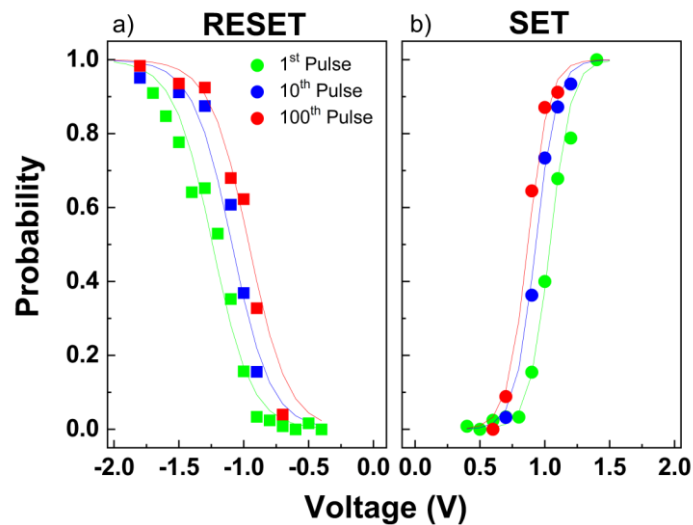 RESET
SET
a)
b)
1st Pulse
10th Pulse
100th Pulse
Probability
1.0
0.8
0.6
0.4
0.2
0.0
-2.0 -1.5 -1.0 -0.5 0.0
0.0 0.5 1.0 1.5 2.0
Voltage (V)